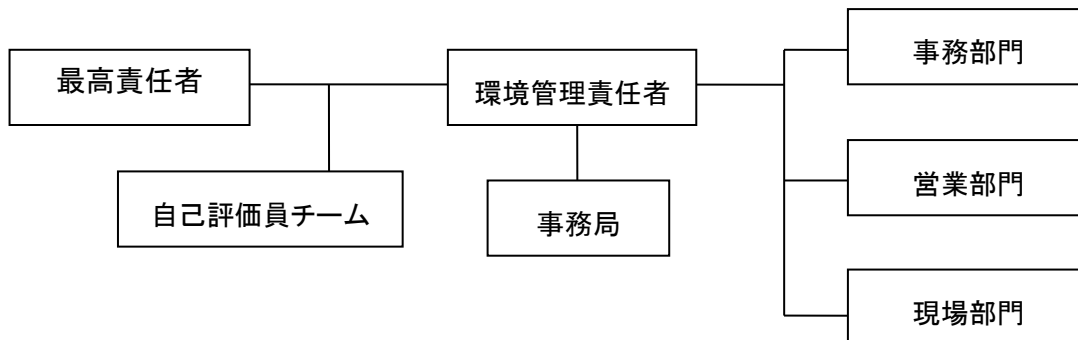 最高責任者
環境管理責任者
事務部門
自己評価員チーム
事務局
営業部門
現場部門